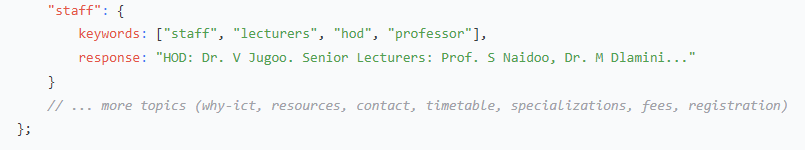 "staff": {
keywords: ["staff", "lecturers", "hod", "professor"],
response: "HOD: Dr. V Jugoo. Senior Lecturers: Prof. S Naidoo, Dr. M Dlamini..."
}
// ... more topics (why-ict, resources, contact, timetable, specializations, fees, registration)
};